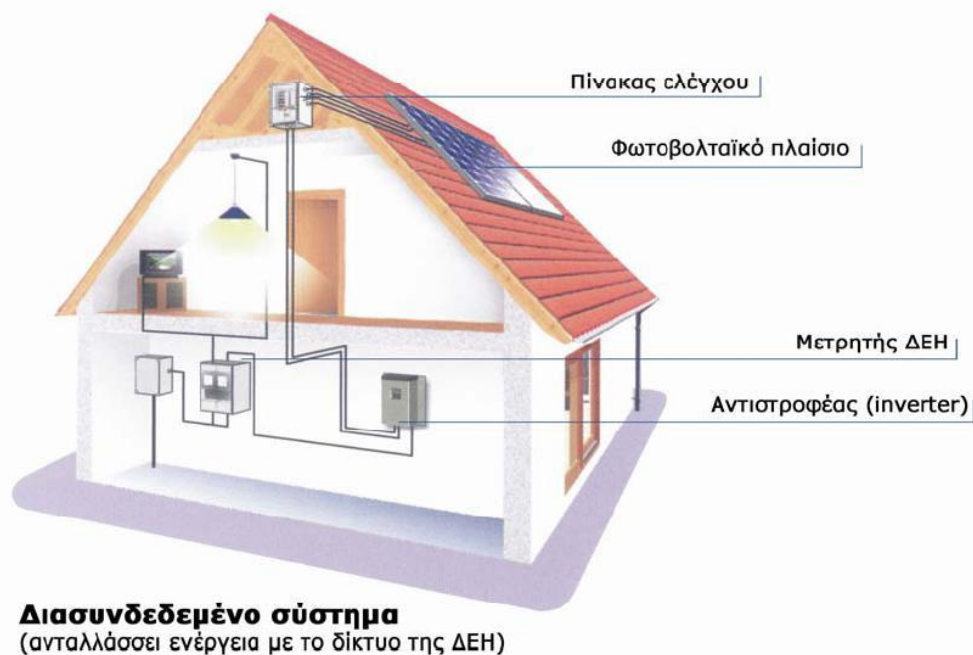 Πίνακας ελέγχου
Φωτοβολταϊκό πλαίσιο
Μετρητής ΔΕΗ
Αντιστροφέας (inverter)
Διασυνδεδεμένο σύστημα
(ανταλλάσσει ενέργεια με το δίκτυο της ΔΕΗ)